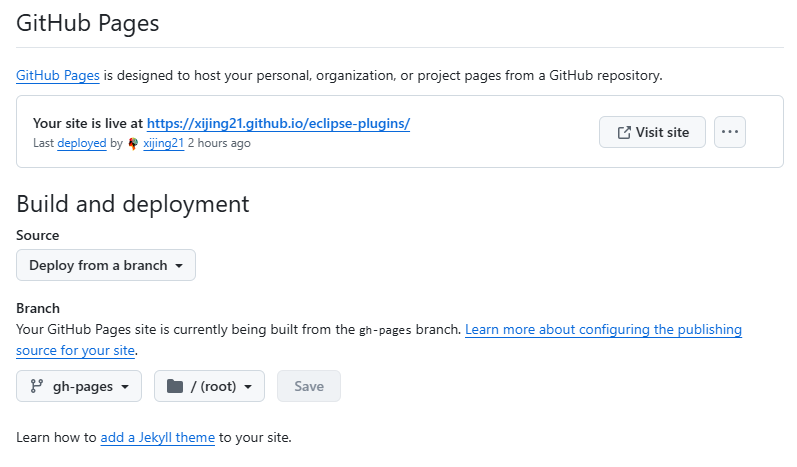 GitHub Pages
GitHub Pages is designed to host your personal, organization, or project pages from a GitHub repository.
Your site is live at https://xijing21.github.io/eclipse-plugins/
Last deployed by xijing21 2 hours ago
Visit site
Build and deployment
Source
Deploy from a branch
Branch
Your GitHub Pages site is currently being built from the gh-pages branch. Learn more about configuring the publishing
source for your site.
gh-pages / (root) Save
Learn how to add a Jekyll theme to your site.